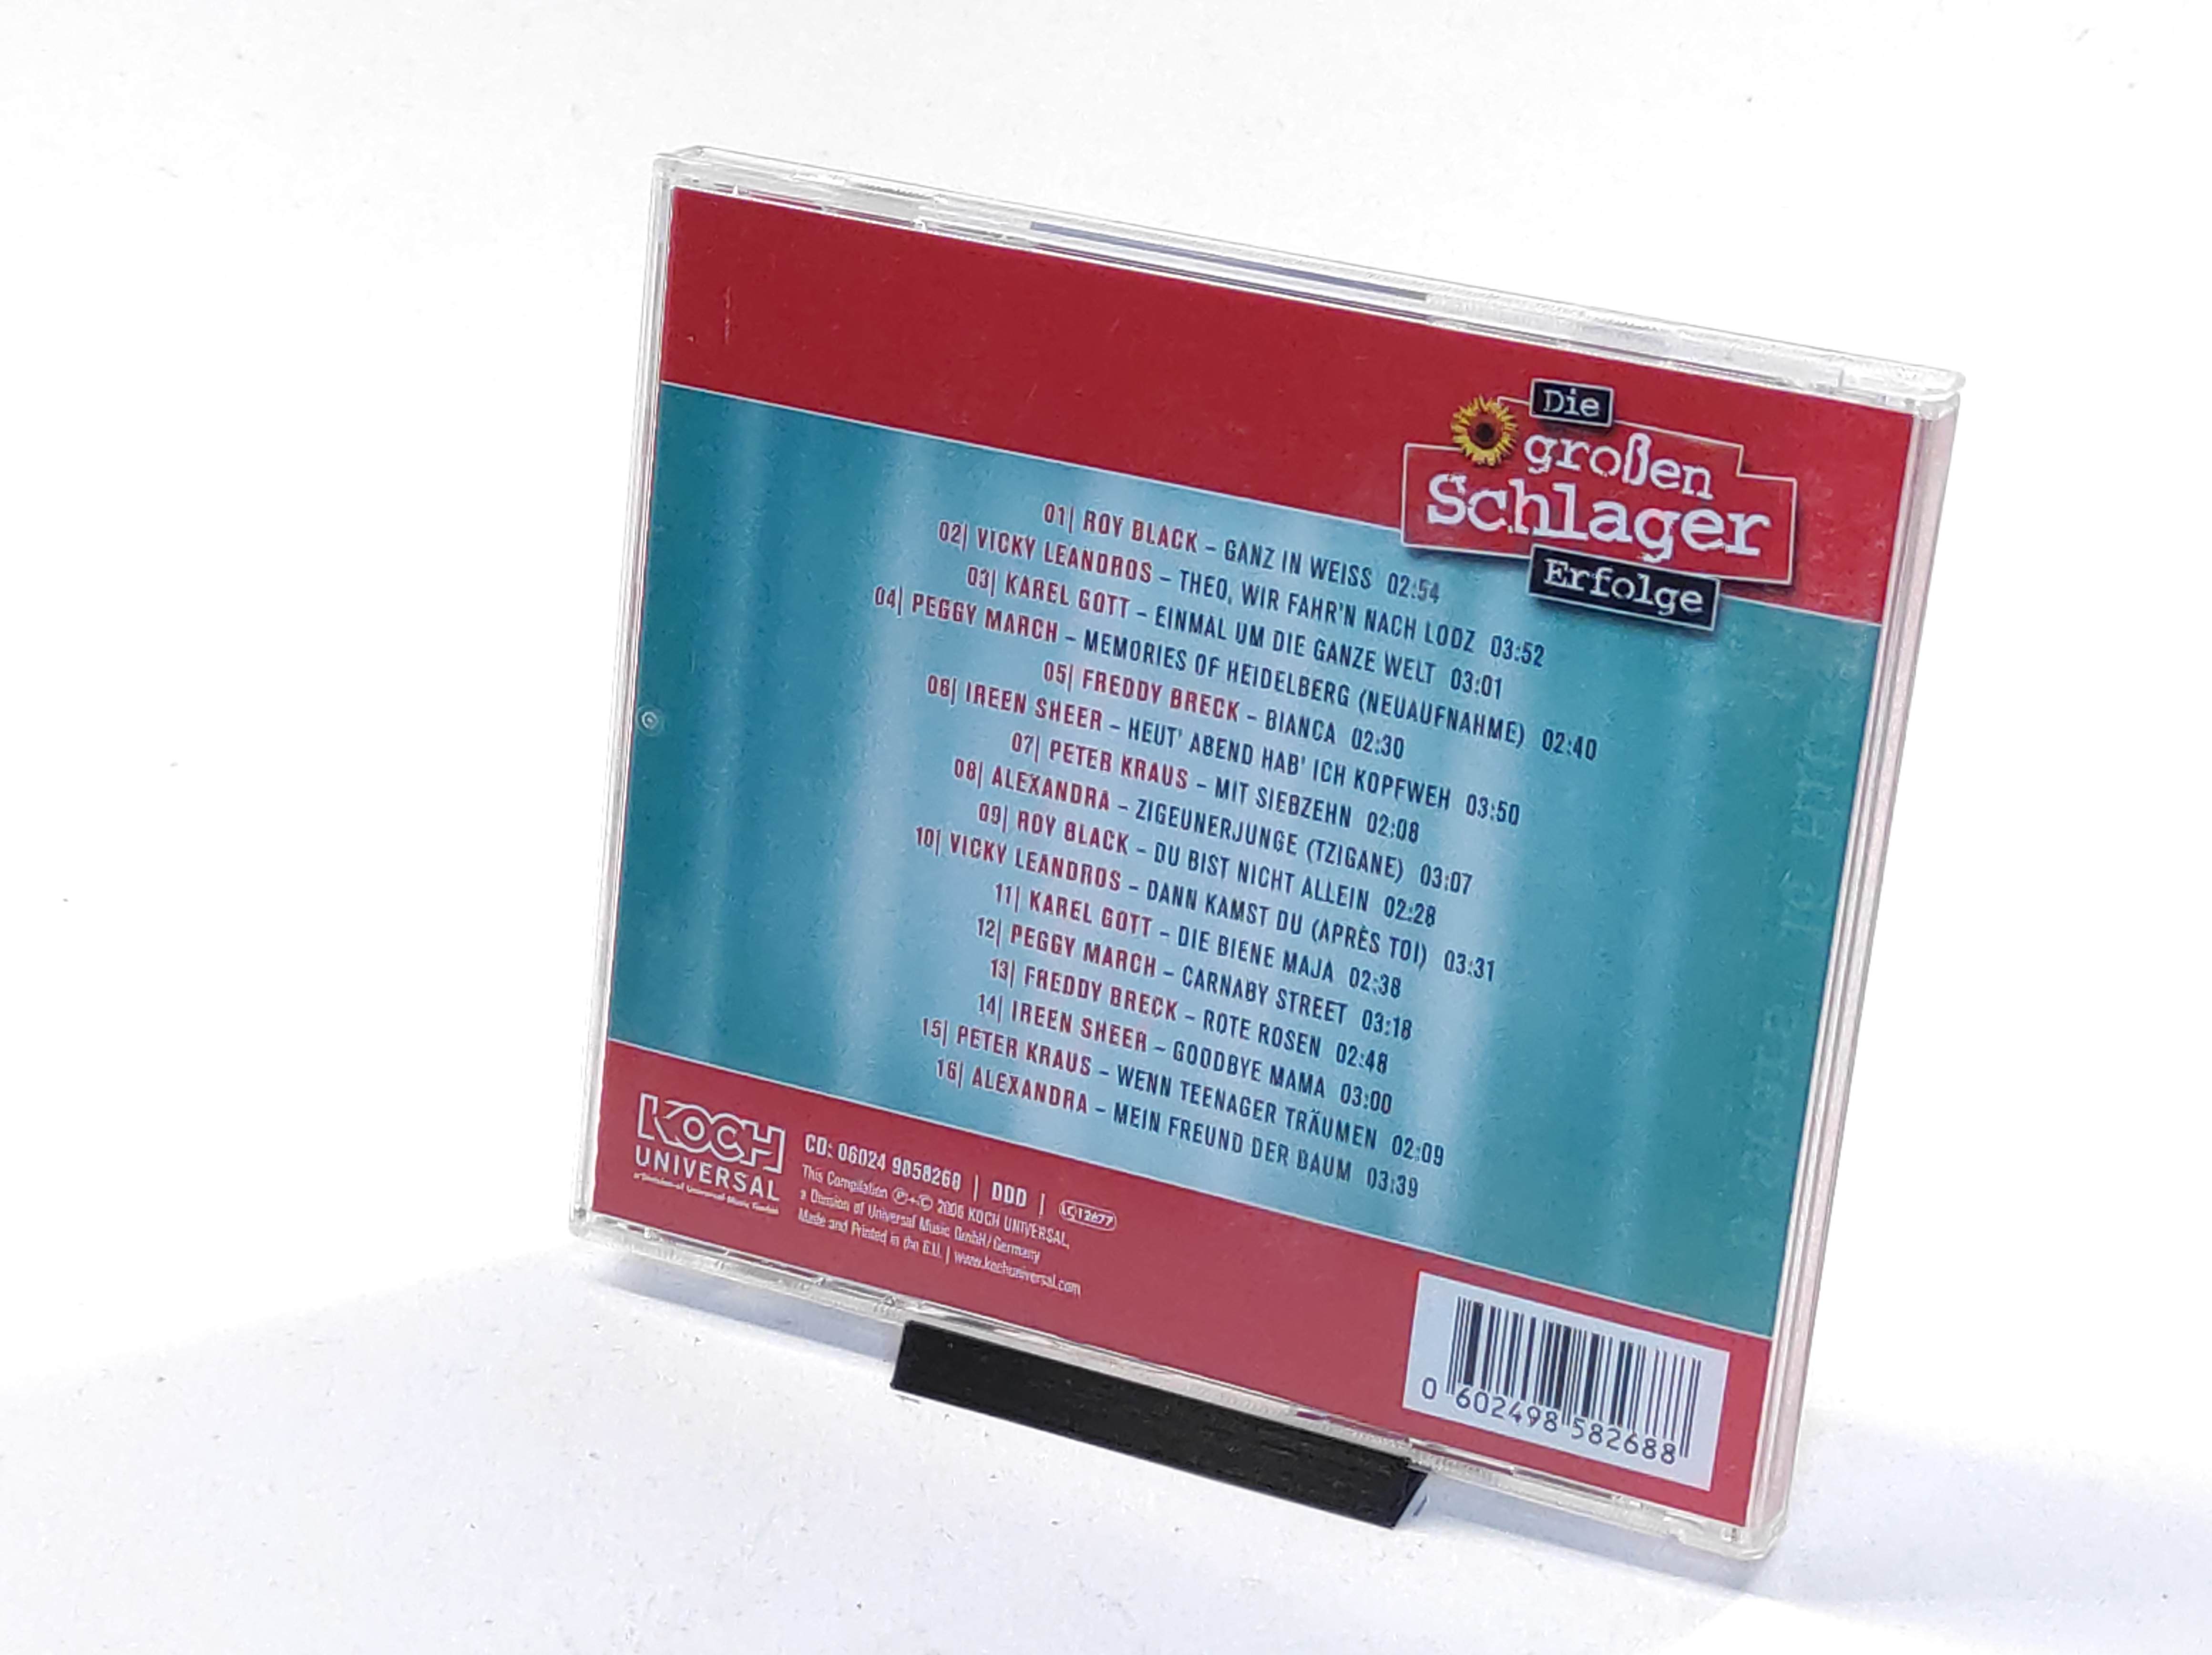 Die
großen
Schlager
Erfolge
01| ROY BLACK – GANZ IN WEISS 02:54
02| VICKY LEANDROS – THEO, WIR FAHR'N NACH LODZ 03:52
03| KAREL GOTT – EINMAL UM DIE GANZE WELT 03:01
04| PEGGY MARCH – MEMORIES OF HEIDELBERG (NEUAUFNAHME) 02:40
05| FREDDY BRECK – BIANCA 02:30
06| IREEN SHEER – HEUT' ABEND HAB' ICH KOPFWEH 03:50
07| PETER KRAUS – MIT SIEBZEHN 02:08
08| ALEXANDRA – ZIGEUNERJUNGE (TZIGANE) 03:07
09| ROY BLACK – DU BIST NICHT ALLEIN 02:28
10| VICKY LEANDROS – DANN KAMST DU (APRÈS TOI) 03:31
11| KAREL GOTT – DIE BIENE MAJA 02:38
12| PEGGY MARCH – CARNABY STREET 03:18
13| FREDDY BRECK – ROTE ROSEN 02:48
14| IREEN SHEER – GOODBYE MAMA 03:00
15| PETER KRAUS – WENN TEENAGER TRÄUMEN 02:09
16| ALEXANDRA – MEIN FREUND DER BAUM 03:39
KOCH
UNIVERSAL
a Division of Universal Music GmbH
CD: 06024 9858268 | DDD | LC 12677
This Compilation ℗+© 2006 KOCH UNIVERSAL,
a Division of Universal Music GmbH/Germany
Made and Printed in the E.U. | www.kochuniversal.com
0 602498 582688